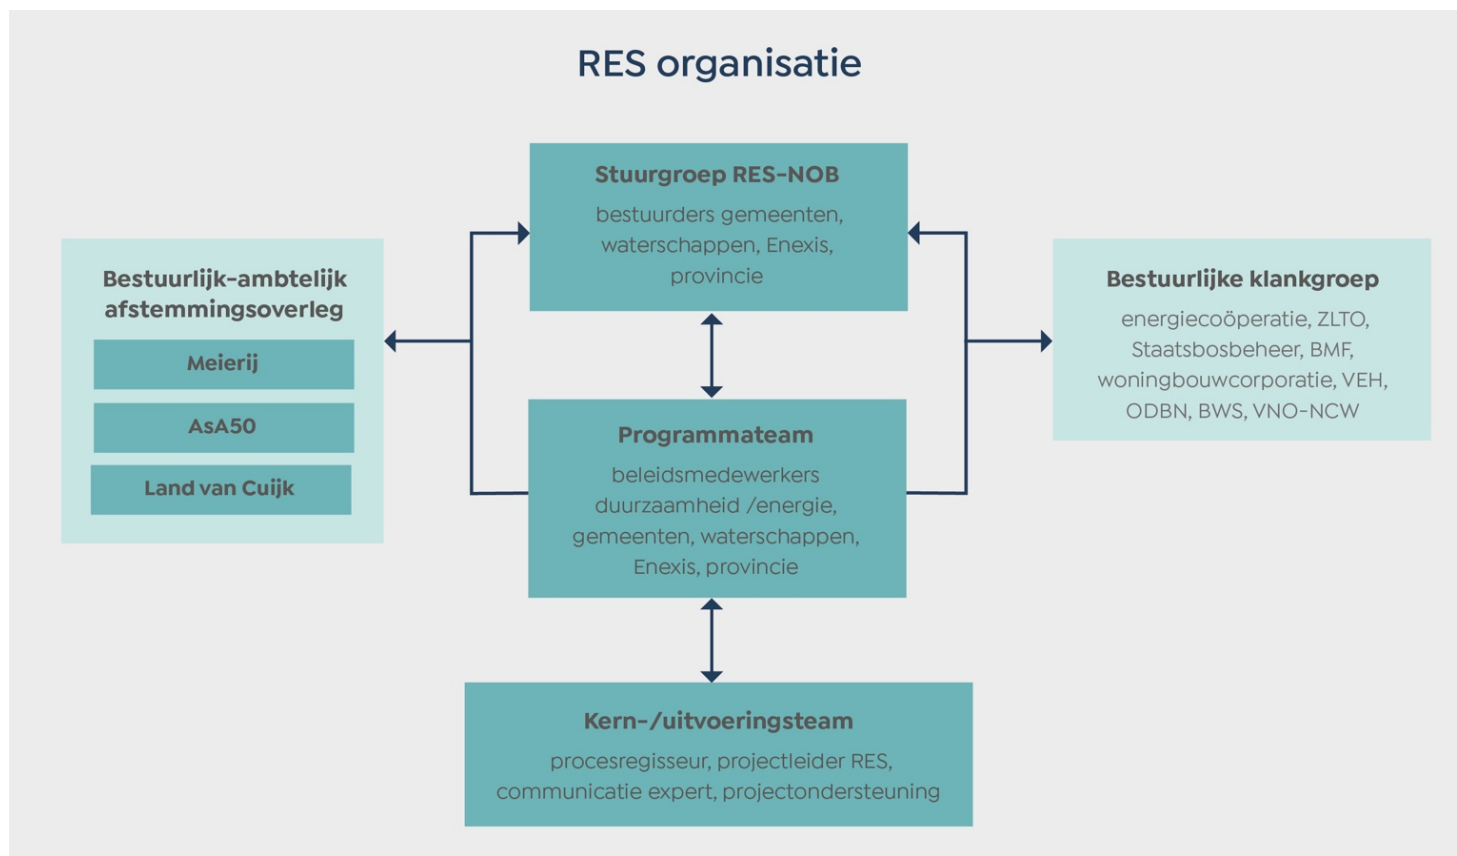 RES organisatie
Stuurgroep RES-NOB
bestuurders gemeenten,
waterschappen, Enexis,
provincie
Bestuurlijk-ambtelijk
afstemmingsoverleg
Meierij
AsA50
Land van Cuijk
Bestuurlijke klankgroep
energiecoöperatie, ZLTO,
Staatsbosbeheer, BMF,
woningbouwcorporatie, VEH,
ODBN, BWS, VNO-NCW
Programmateam
beleidsmedewerkers
duurzaamheid /energie,
gemeenten, waterschappen,
Enexis, provincie
Kern-/uitvoeringsteam
procesregisseur, projectleider RES,
communicatie expert, projectondersteuning